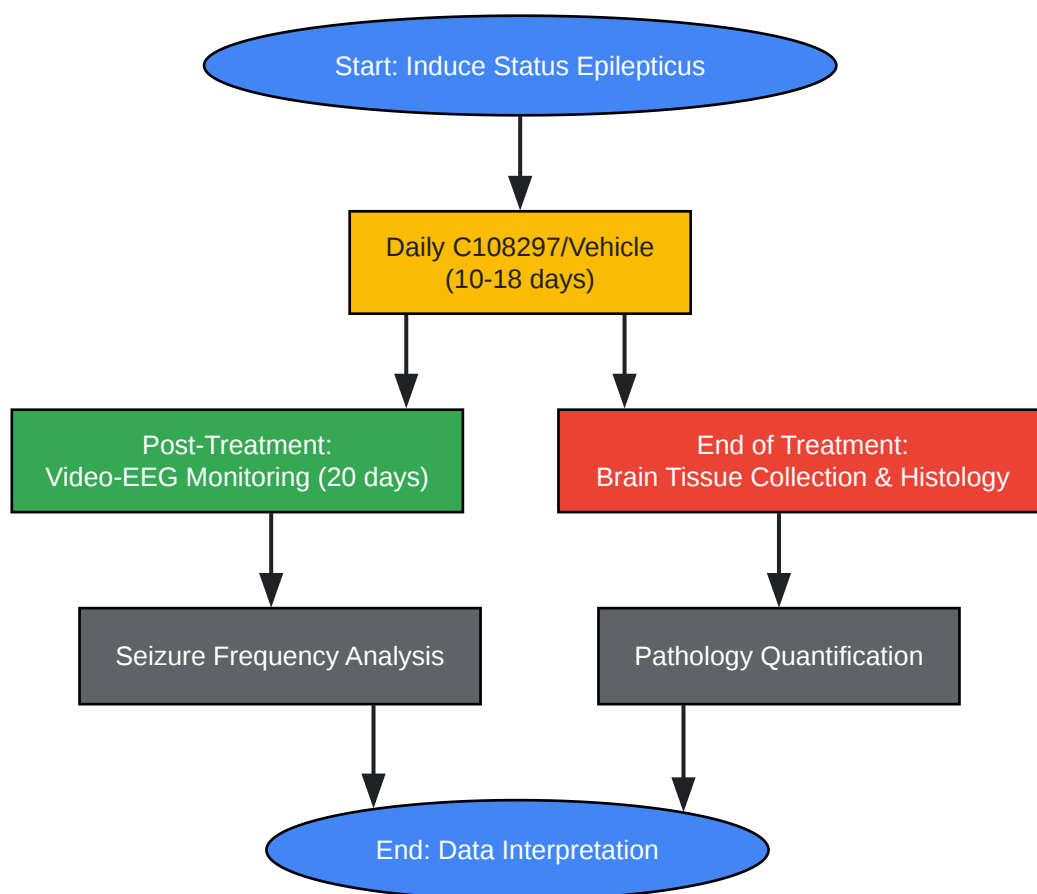 Start: Induce Status Epilepticus
Daily C108297/Vehicle
(10-18 days)
Post-Treatment:
Video-EEG Monitoring (20 days)
End of Treatment:
Brain Tissue Collection & Histology
Seizure Frequency Analysis
Pathology Quantification
End: Data Interpretation